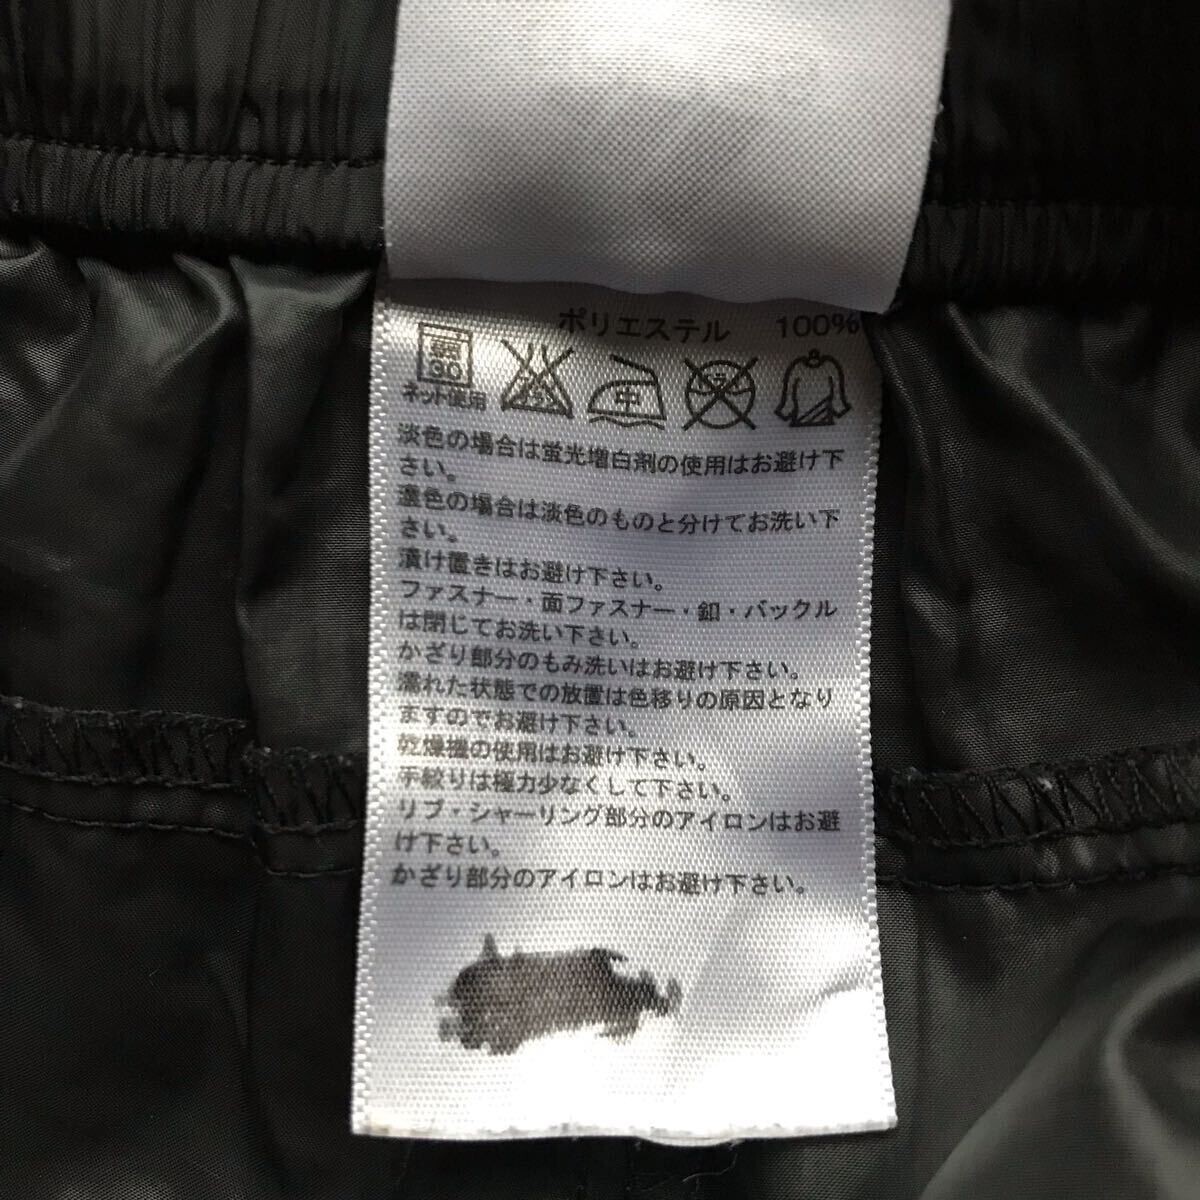 ポリエステル 100%
弱 30 エンソサラシ 中 ドライ
ネット使用
淡色の場合は蛍光増白剤の使用はお避け下
さい。
濃色の場合は淡色のものと分けてお洗い下
さい。
漬け置きはお避け下さい。
ファスナー・面ファスナー・釦・バックル
は閉じてお洗い下さい。
かざり部分のもみ洗いはお避け下さい。
濡れた状態での放置は色移りの原因となり
ますのでお避け下さい。
乾燥機の使用はお避け下さい。
手絞りは極力少なくして下さい。
リブ・シャーリング部分のアイロンはお避
け下さい。
かざり部分のアイロンはお避け下さい。